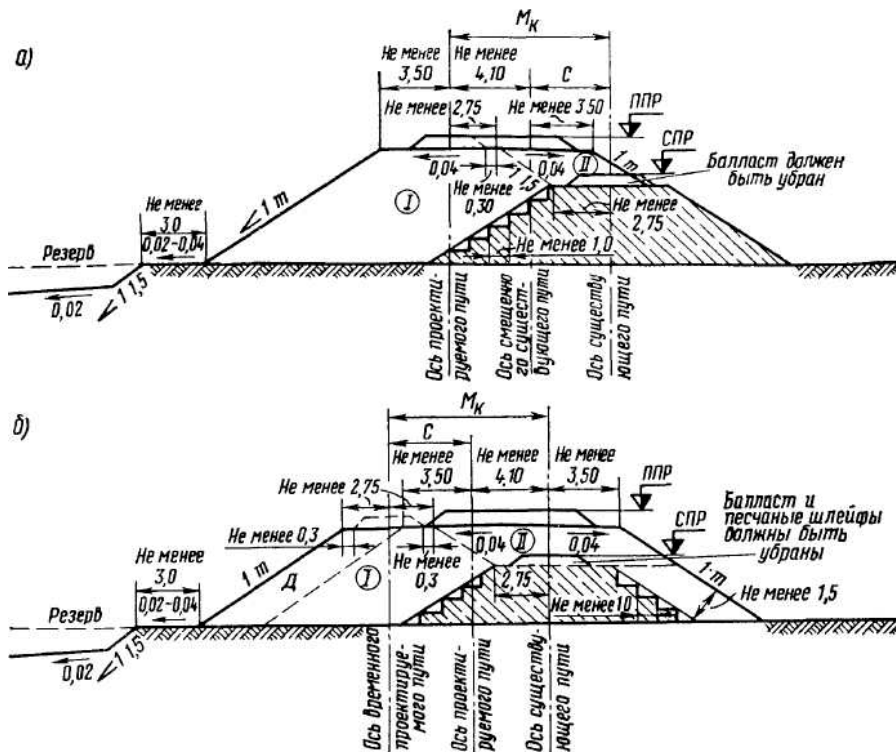 а)
Мк
Не менее
3,50
Не менее
4,10
С
Не менее
2,75
Не менее 3 50
ППР
СПР
0,04
0,04
II
1 m
Балласт должен
быть убран
Не менее
0,30
1,5
I
1 m
Не менее
2,75
Не менее 1,0
Не менее
3,0
0,02-0,04
Резерв
0,02
1 1,5
Ось проекти-
руемого пути
Ось смещенно
го сущест-
вующего пути
Ось существу
ющего пути
б)
Мк
С
Не менее
3,50
Не менее
4,10
Не менее
3,50
Не менее 2,75
ППР
СПР
Балласт и
песчаные шлейфы
должны быть
убраны
Не менее 0,3
0,04
II
0,04
1 m
Д
I
Не менее
0,3
2,75
Не менее 10
1·m
Не менее 1,5
Не менее
3,0
0,02-0,04
Резерв
0,02
1 1,5
Ось временного
проектируе-
мого пути
Ось проекти-
руемого пути
Ось существу-
ющего пути